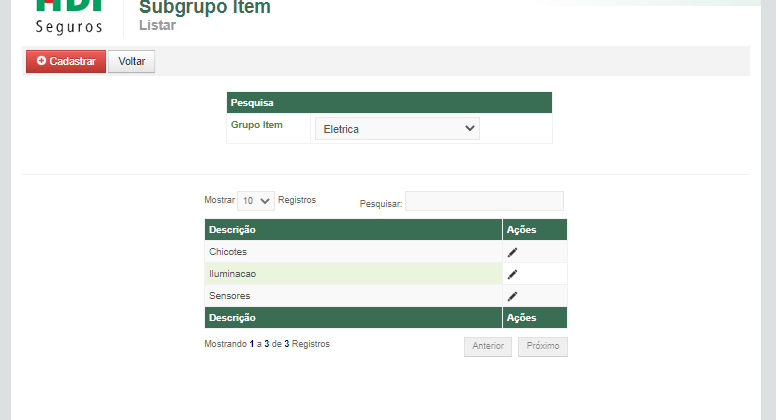 HDI
Seguros
Subgrupo Item
Listar
Cadastrar Voltar
Pesquisa
Grupo Item Eletrica
Mostrar 10 Registros Pesquisar:
Descrição Ações
Chicotes
Iluminacao
Sensores
Descrição Ações
Mostrando 1 a 3 de 3 Registros Anterior Próximo